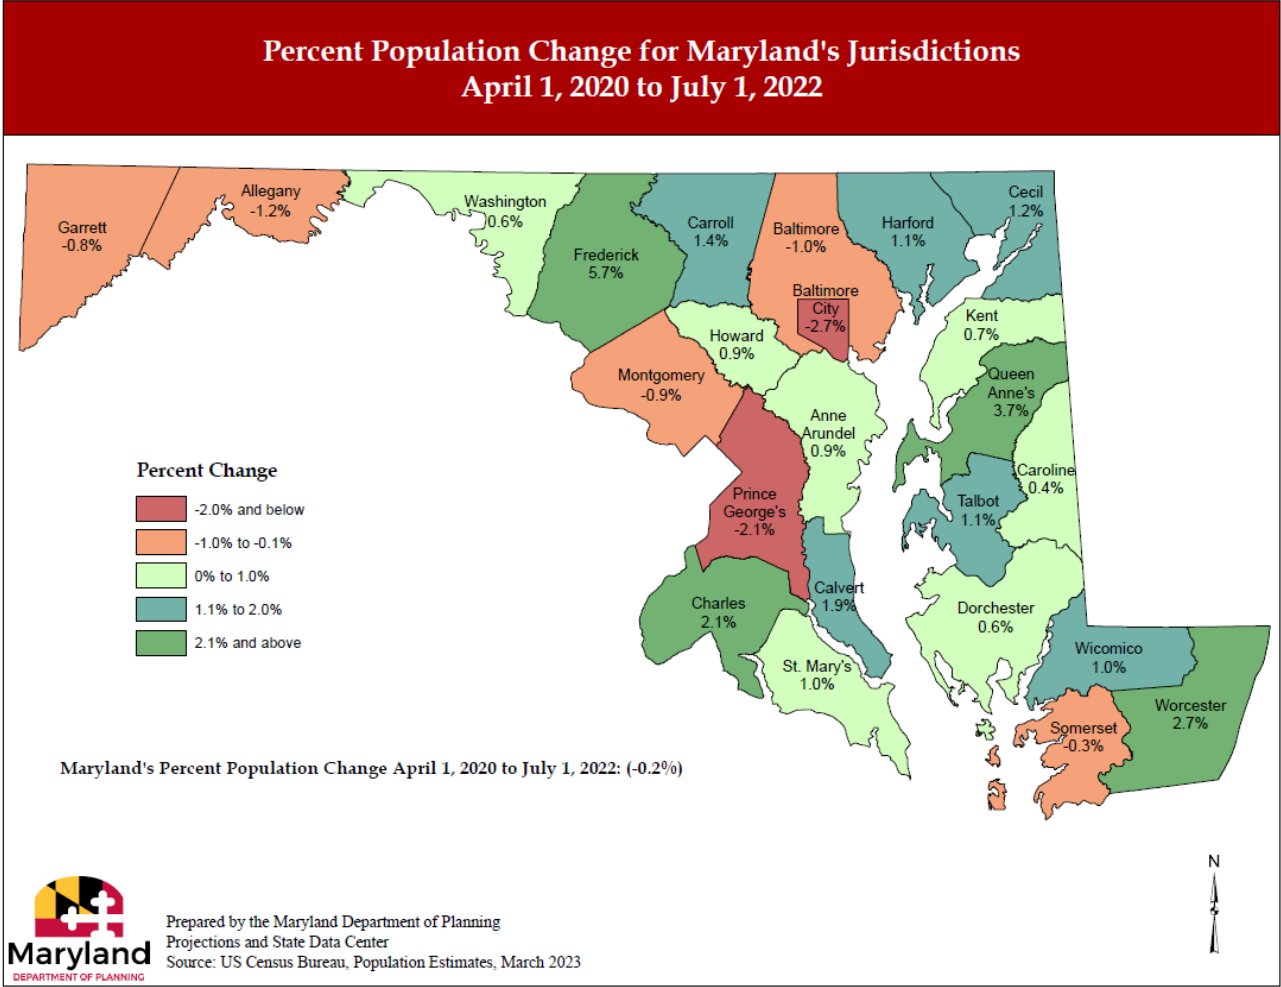 Percent Population Change for Maryland's Jurisdictions
April 1, 2020 to July 1, 2022
Garrett
-0.8%
Allegany
-1.2%
Washington
0.6%
Frederick
5.7%
Carroll
1.4%
Baltimore
-1.0%
Baltimore
City
-2.7%
Harford
1.1%
Cecil
1.2%
Kent
0.7%
Howard
0.9%
Montgomery
-0.9%
Queen
Anne's
3.7%
Anne
Arundel
0.9%
Caroline
0.4%
Talbot
1.1%
Prince
George's
-2.1%
Charles
2.1%
Calvert
1.9%
Dorchester
0.6%
St. Mary's
1.0%
Wicomico
1.0%
Worcester
2.7%
Somerset
-0.3%
Percent Change
-2.0% and below
-1.0% to -0.1%
0% to 1.0%
1.1% to 2.0%
2.1% and above
Maryland's Percent Population Change April 1, 2020 to July 1, 2022: (-0.2%)
N
Maryland
DEPARTMENT OF PLANNING
Prepared by the Maryland Department of Planning
Projections and State Data Center
Source: US Census Bureau, Population Estimates, March 2023